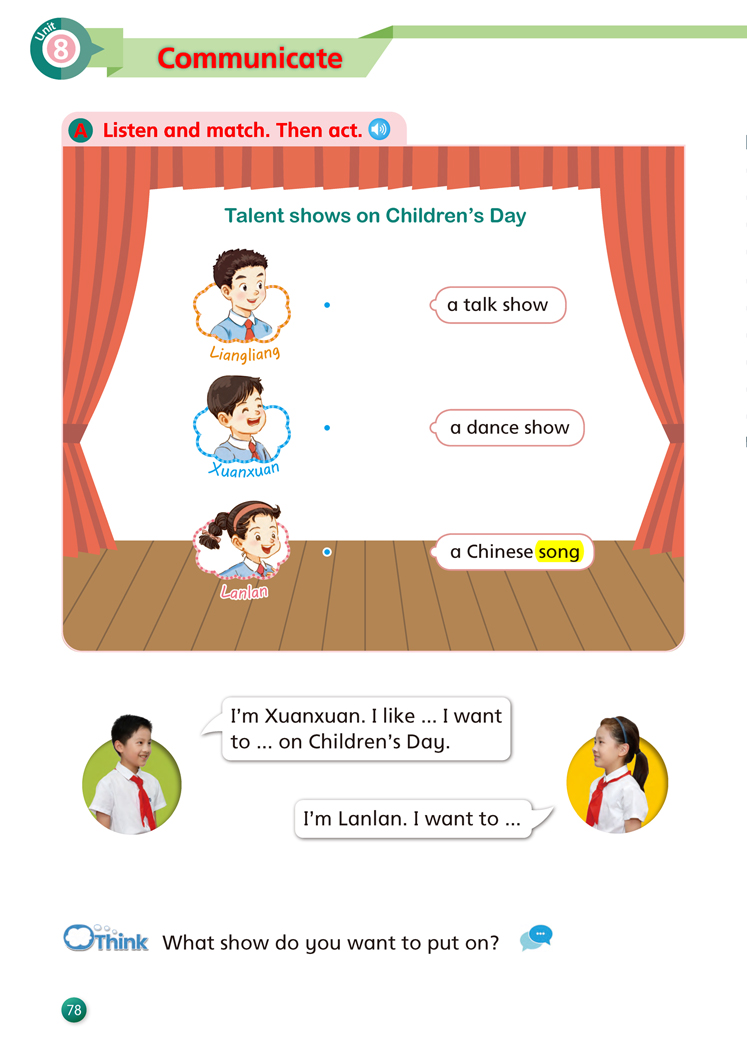 Unit
8
Communicate
A Listen and match. Then act.
Talent shows on Children's Day
a talk show
Liangliang
a dance show
Xuanxuan
a Chinese song
Lanlan
I'm Xuanxuan. I like ... I want
to ... on Children's Day.
I'm Lanlan. I want to ...
Think What show do you want to put on?
78